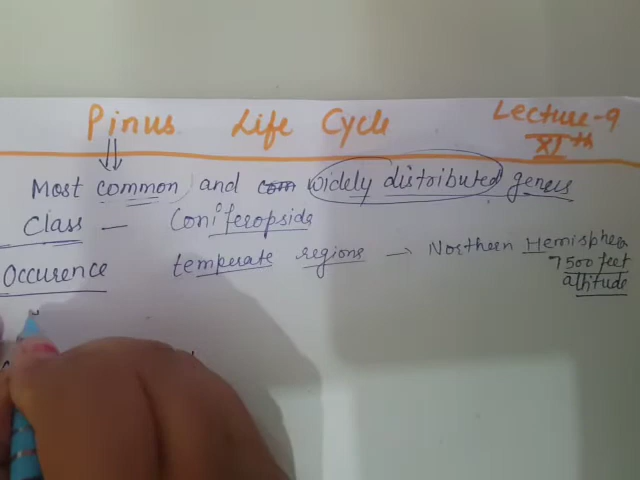 Pinus Life Cycle Lecture-9
XIth
Most common and com widely distributed genus
Class — Coniferopsida
Occurence temperate regions → Northern Hemisphere
7500 feet
altitude